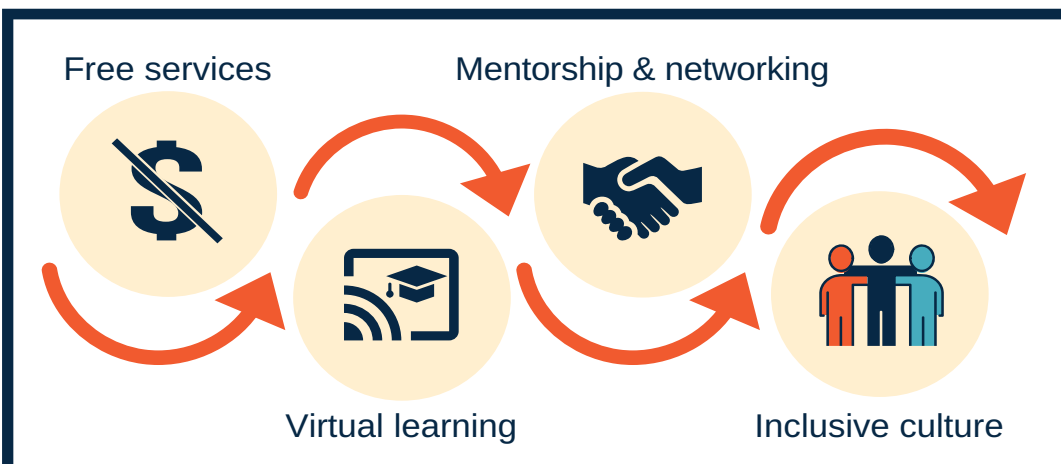 Free services
Mentorship & networking
Virtual learning
Inclusive culture